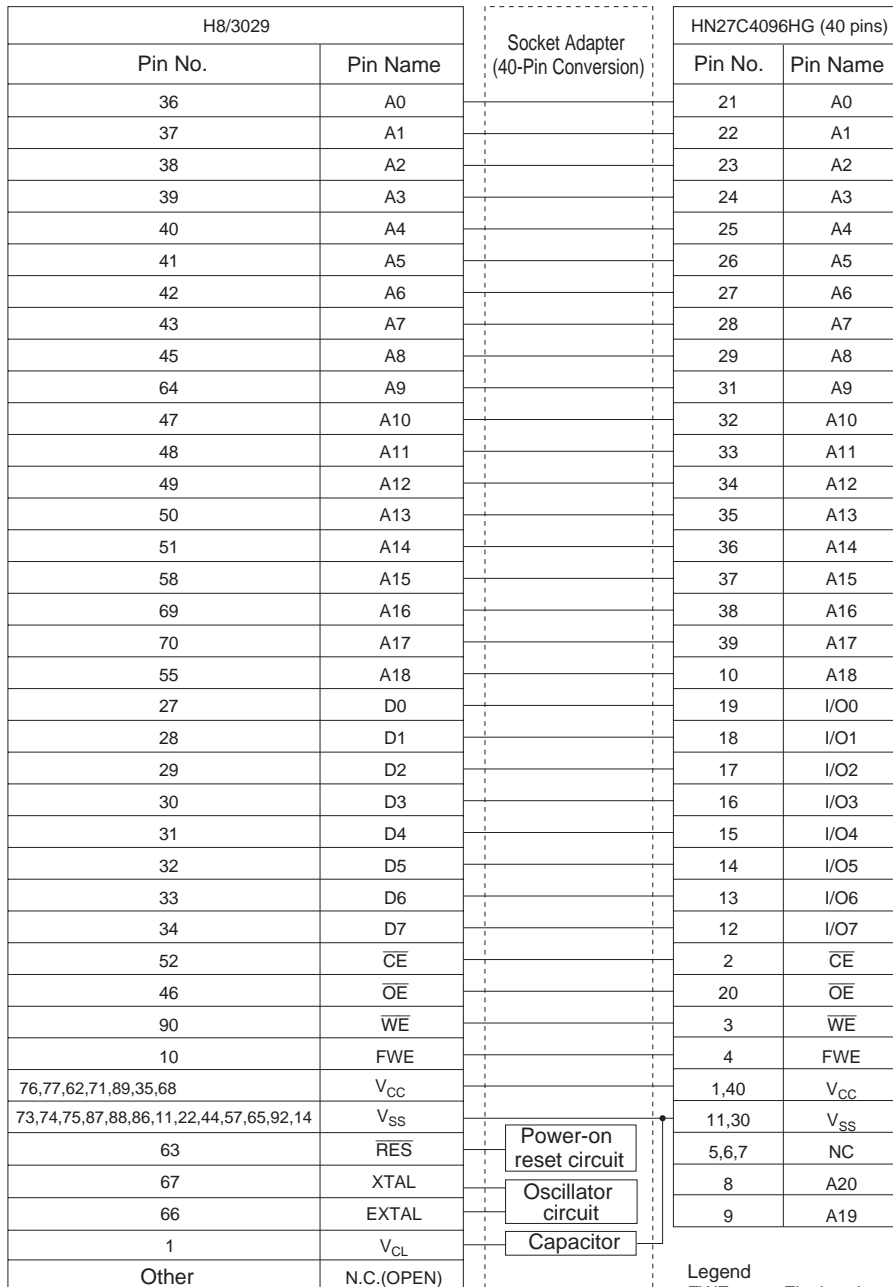 H8/3029 Socket Adapter (40-Pin Conversion) HN27C4096HG (40 pins)
Pin No. Pin Name Pin No. Pin Name
36 A0 21 A0
37 A1 22 A1
38 A2 23 A2
39 A3 24 A3
40 A4 25 A4
41 A5 26 A5
42 A6 27 A6
43 A7 28 A7
45 A8 29 A8
64 A9 31 A9
47 A10 32 A10
48 A11 33 A11
49 A12 34 A12
50 A13 35 A13
51 A14 36 A14
58 A15 37 A15
69 A16 38 A16
70 A17 39 A17
55 A18 10 A18
27 D0 19 I/O0
28 D1 18 I/O1
29 D2 17 I/O2
30 D3 16 I/O3
31 D4 15 I/O4
32 D5 14 I/O5
33 D6 13 I/O6
34 D7 12 I/O7
52 CE 2 CE
46 OE 20 OE
90 WE 3 WE
10 FWE 4 FWE
76,77,62,71,89,35,68 VCC 1,40 VCC
73,74,75,87,88,86,11,22,44,57,65,92,14 VSS 11,30 VSS
63 RES Power-on reset circuit 5,6,7 NC
67 XTAL Oscillator circuit 8 A20
66 EXTAL 9 A19
1 VCL Capacitor
Other N.C.(OPEN) Legend